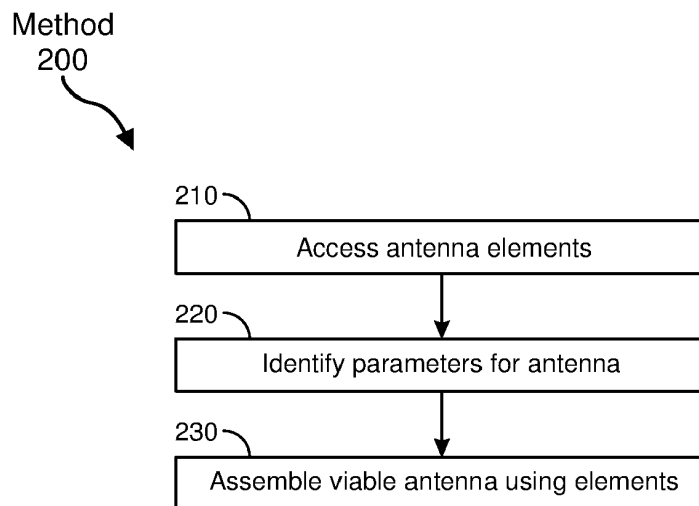 Method
200
210
Access antenna elements
220
Identify parameters for antenna
230
Assemble viable antenna using elements